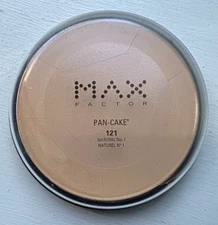 MAX
FACTOR
PAN-CAKE®
121
NATURAL No. 1
NATUREL N° 1